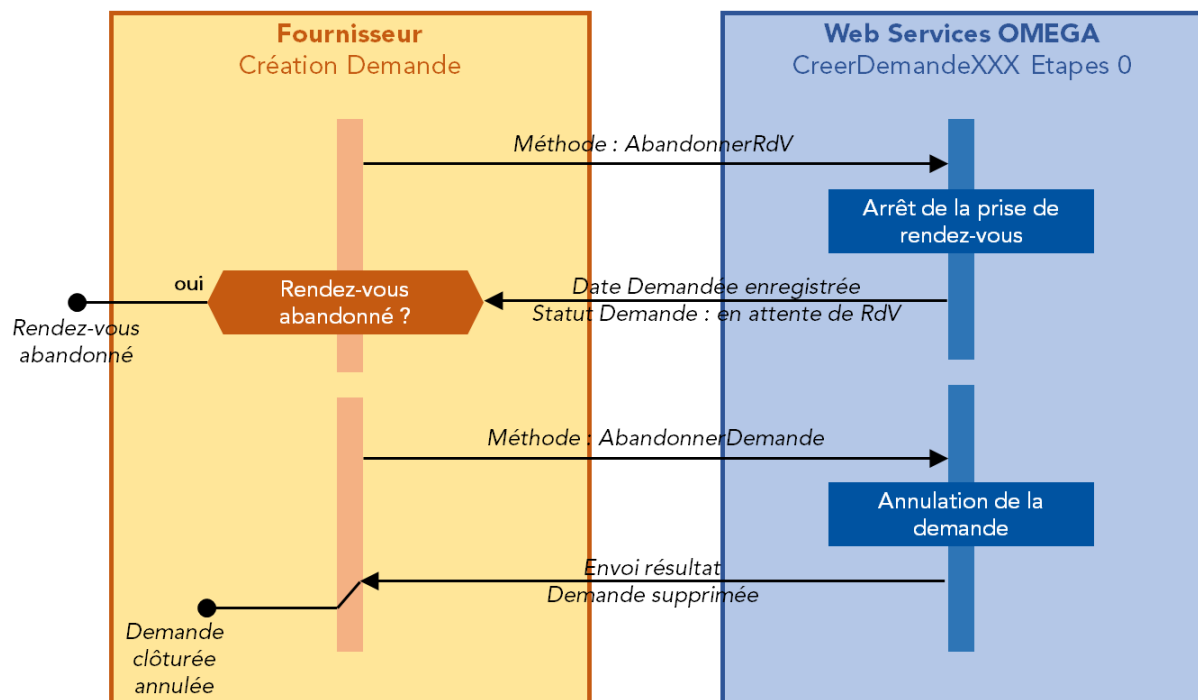 Fournisseur
Création Demande
Web Services OMEGA
CreerDemandeXXX Etapes 0
Méthode : AbandonnerRdV
Arrêt de la prise de
rendez-vous
oui
Rendez-vous
abandonné ?
Date Demandée enregistrée
Statut Demande : en attente de RdV
Rendez-vous
abandonné
Méthode : AbandonnerDemande
Annulation de la
demande
Envoi résultat
Demande supprimée
Demande
clôturée
annulée